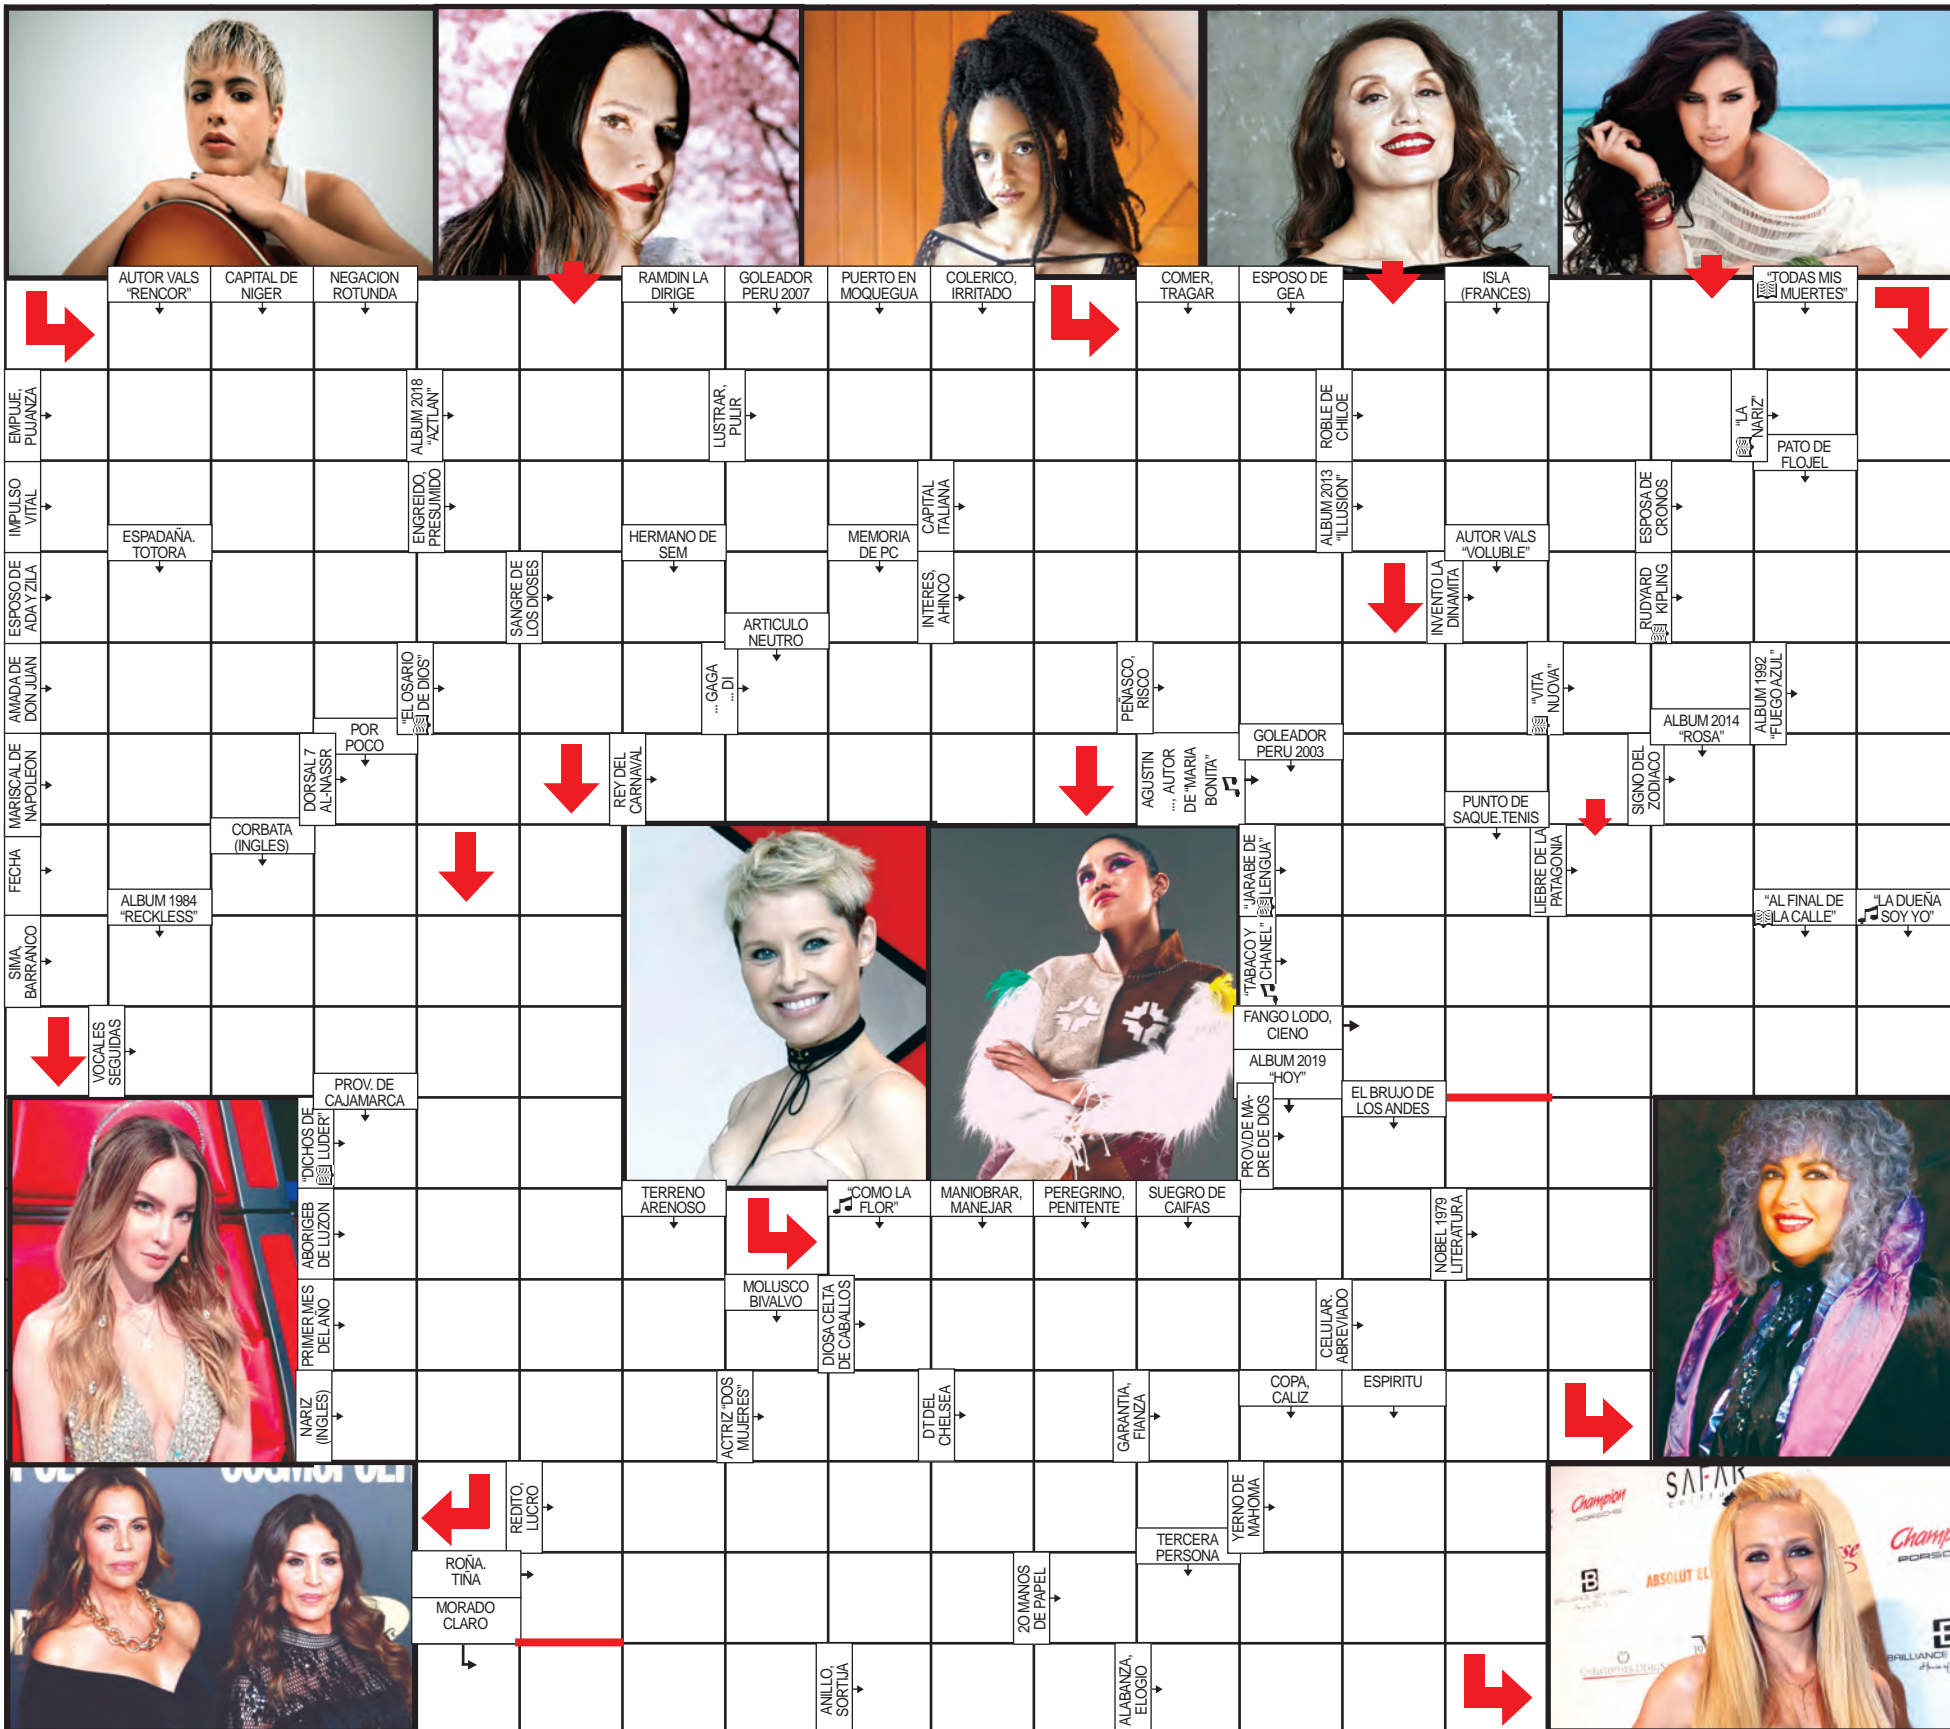 AUTOR VALS
"RENCOR"
CAPITAL DE
NIGER
NEGACION
ROTUNDA
RAMDIN LA
DIRIGE
GOLEADOR
PERU 2007
PUERTO EN
MOQUEGUA
COLERICO,
IRRITADO
COMER,
TRAGAR
ESPOSO DE
GEA
ISLA
(FRANCES)
"TODAS MIS
MUERTES"
EMPUJE,
PUJANZA
ALBUM 2018
"AZTLAN"
LUSTRAR,
PULIR
ROBLE DE
CHILOE
"LA
NARIZ"
PATO DE
FLOJEL
IMPULSO
VITAL
ENGREIDO,
PRESUMIDO
CAPITAL
ITALIANA
ALBUM 2013
"ILLUSION"
ESPOSA DE
CRONOS
ESPADAÑA.
TOTORA
HERMANO DE
SEM
MEMORIA
DE PC
AUTOR VALS
"VOLUBLE"
ESPOSO DE
ADA Y ZILA
SANGRE DE
LOS DIOSES
INTERES,
AHINCO
INVENTO LA
DINAMITA
RUDYARD
KIPLING
ARTICULO
NEUTRO
AMADA DE
DON JUAN
"EL OSARIO
DE DIOS"
... GAGA
... DI
PEÑASCO,
RISCO
"VITA
NUOVA"
ALBUM 1992
"FUEGO AZUL"
POR
POCO
GOLEADOR
PERU 2003
ALBUM 2014
"ROSA"
MARISCAL DE
NAPOLEON
DORSAL 7
AL-NASSR
REY DEL
CARNAVAL
AGUSTIN
..., AUTOR
DE "MARIA
BONITA"
SIGNO DEL
ZODIACO
PUNTO DE
SAQUE.TENIS
CORBATA
(INGLES)
FECHA
"JARABE DE
LENGUA"
LIEBRE DE LA
PATAGONIA
ALBUM 1984
"RECKLESS"
"AL FINAL DE
LA CALLE"
"LA DUEÑA
SOY YO"
SIMA,
BARRANCO
"TABACO Y
CHANEL"
VOCALES
SEGUIDAS
FANGO LODO,
CIENO
ALBUM 2019
"HOY"
PROV. DE
CAJAMARCA
EL BRUJO DE
LOS ANDES
"DICHOS DE
LUDER"
PROV.DE MA-
DRE DE DIOS
TERRENO
ARENOSO
"COMO LA
FLOR"
MANIOBRAR,
MANEJAR
PEREGRINO,
PENITENTE
SUEGRO DE
CAIFAS
ABORIGEB
DE LUZON
NOBEL 1979
LITERATURA
MOLUSCO
BIVALVO
PRIMER MES
DEL AÑO
DIOSA CELTA
DE CABALLOS
CELULAR.
ABREVIADO
COPA,
CALIZ
ESPIRITU
NARIZ
(INGLES)
ACTRIZ "DOS
MUJERES"
DT DEL
CHELSEA
GARANTIA,
FIANZA
COSMOPOLI
REDITO,
LUCRO
YERNO DE
MAHOMA
SAFAR
Champion
PORSCHE
Champ
ROÑA.
TIÑA
TERCERA
PERSONA
20 MANOS
DE PAPEL
ABSOLUT EL
MORADO
CLARO
ANILLO,
SORTIJA
ALABANZA,
ELOGIO
BRILLIANCE